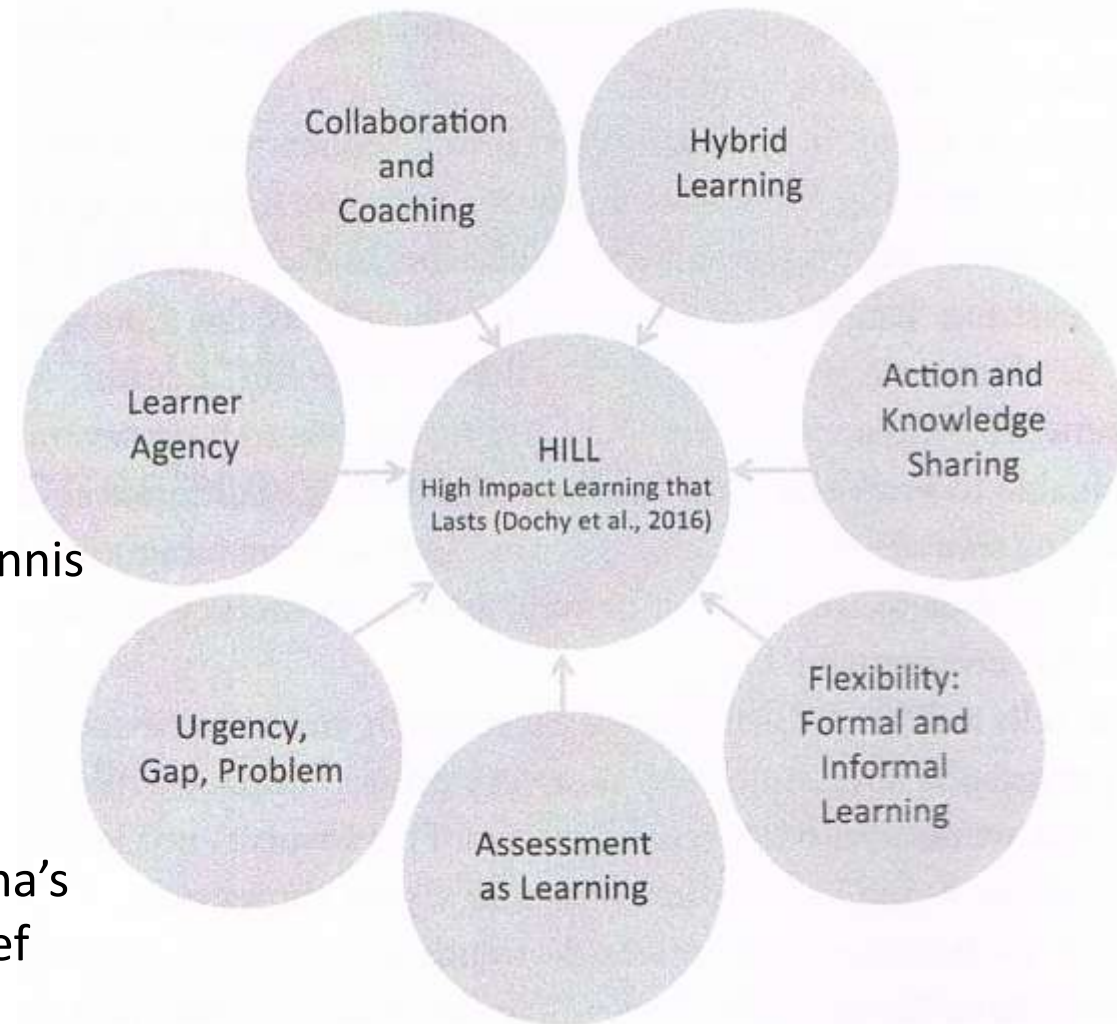 Collaboration
and
Coaching
Hybrid
Learning
Learner
Agency
Action and
Knowledge
Sharing
HILL
High Impact Learning that
Lasts (Dochy et al., 2016)
nnis
Urgency,
Gap, Problem
Flexibility:
Formal and
Informal
Learning
Assessment
as Learning
na’s
ef